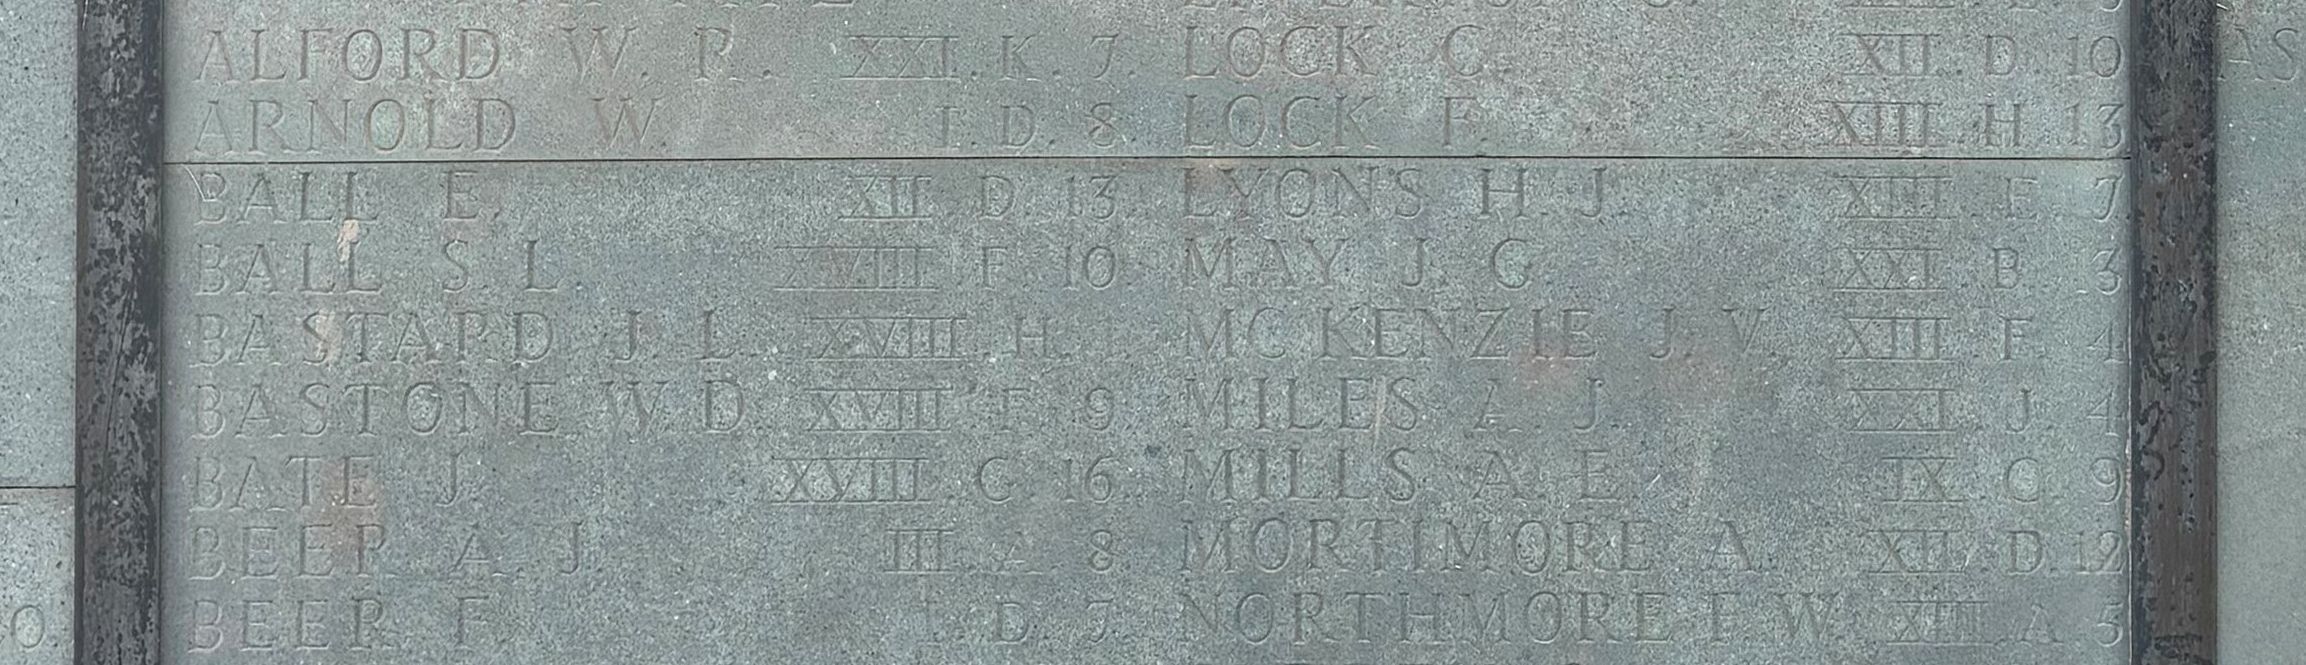 ALFORD W. R. XXI. K. 7.
ARNOLD W. I. D. 8.
BALL E. XII. D. 13.
BALL S. L. XVIII. F. 10.
BASTARD J. L. XVIII. H. 1.
BASTONE W. D. XVIII. F. 9.
BATE J. XVIII. C. 16.
BEER A. J. III. A. 8.
BEER F. I. D. 7.
LOCK C. XII. D. 10
LOCK F. XIII. H. 13
LYONS H. J. XIII. E. 7
MAY J. G. XXI. B. 3
MC KENZIE J. V. XIII. F. 4
MILES A. J. XXI. J. 4
MILLS A. E. IX. C. 9
MORTIMORE A. XII. D. 12
NORTHMORE F. W. XIII. A. 5
AS
O.